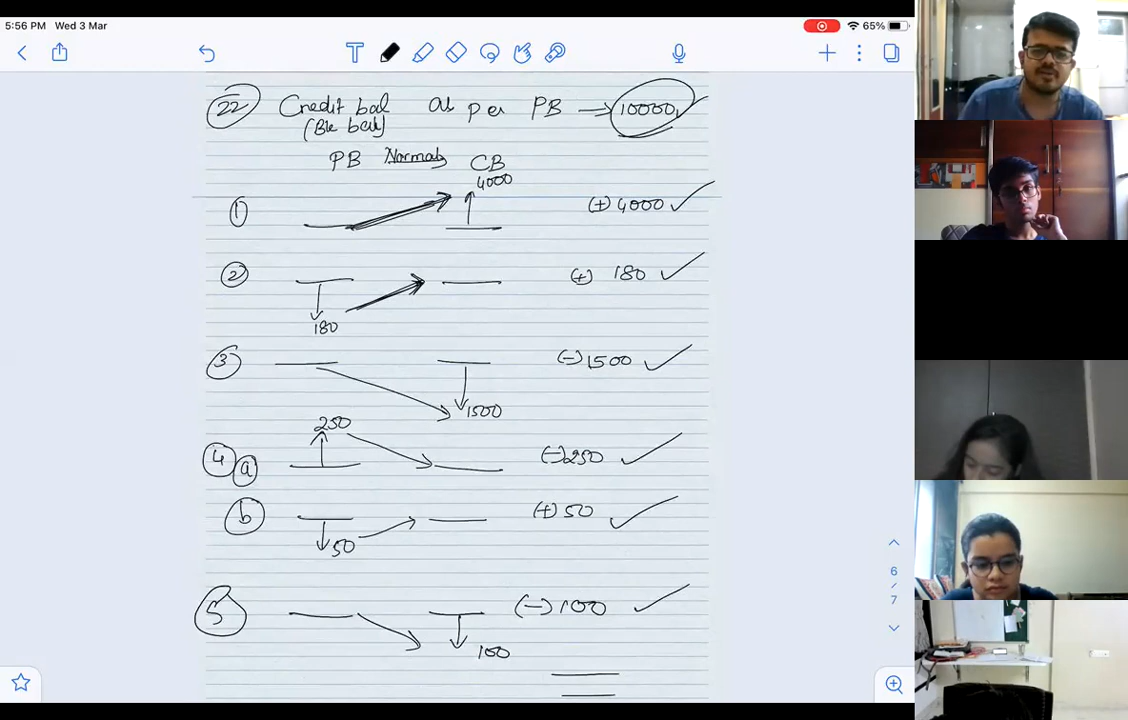 5:56 PM Wed 3 Mar
65%
22 Credit bal as per PB → 10000
PB Normal CB
4000
1 (+) 4000
2 (+) 180
180
3 (-) 1500
1500
250
4 a (-) 250
b (+) 50
50
5 (-) 100
100
6
/
7
T